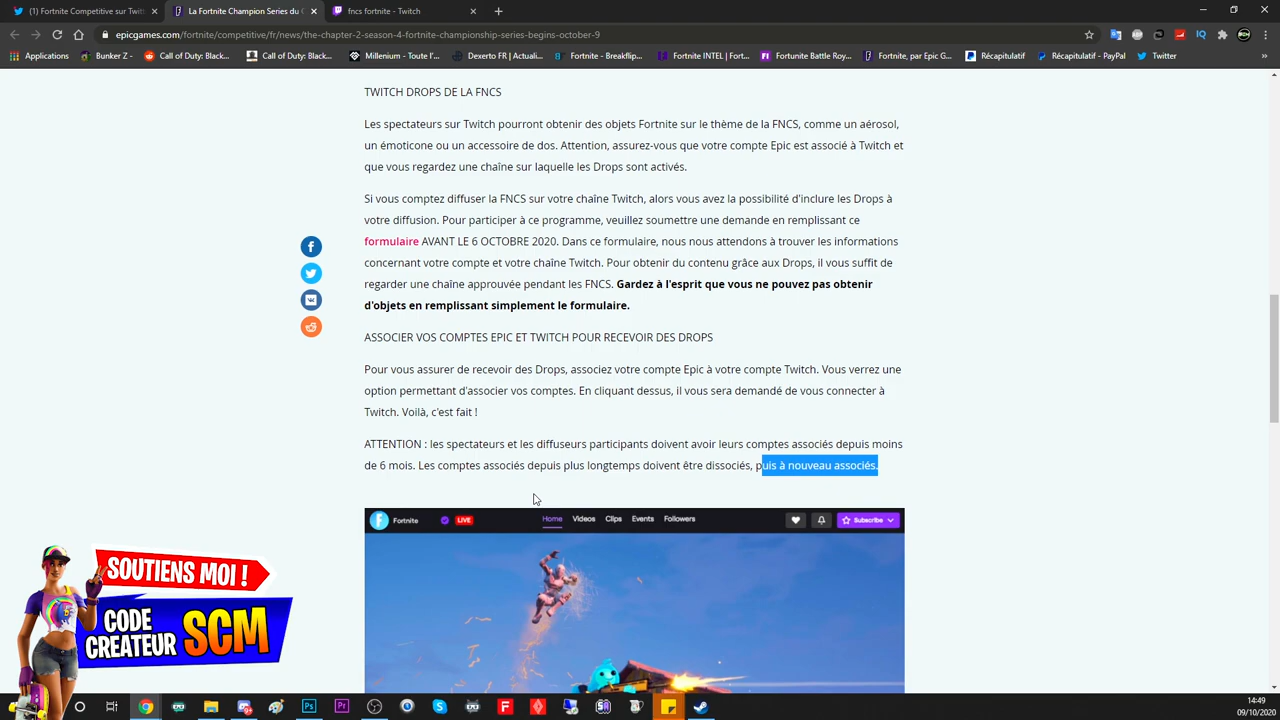 (1) Fortnite Competitive sur Twit
La Fortnite Champion Series du C
fncs fortnite - Twitch
epicgames.com/fortnite/competitive/fr/news/the-chapter-2-season-4-fortnite-championship-series-begins-october-9
Applications
Bunker Z -
Call of Duty: Black...
Call of Duty: Black...
Millenium - Toute l'...
Dexerto FR | Actuali...
Fortnite - Breakflip...
Fortnite INTEL | Fort...
Fortunite Battle Roy...
Fortnite, par Epic G...
Récapitulatif
Récapitulatif - PayPal
Twitter
»
TWITCH DROPS DE LA FNCS
Les spectateurs sur Twitch pourront obtenir des objets Fortnite sur le thème de la FNCS, comme un aérosol,
un émoticone ou un accessoire de dos. Attention, assurez-vous que votre compte Epic est associé à Twitch et
que vous regardez une chaîne sur laquelle les Drops sont activés.
Si vous comptez diffuser la FNCS sur votre chaîne Twitch, alors vous avez la possibilité d'inclure les Drops à
votre diffusion. Pour participer à ce programme, veuillez soumettre une demande en remplissant ce
formulaire AVANT LE 6 OCTOBRE 2020. Dans ce formulaire, nous nous attendons à trouver les informations
concernant votre compte et votre chaîne Twitch. Pour obtenir du contenu grâce aux Drops, il vous suffit de
regarder une chaîne approuvée pendant les FNCS. Gardez à l'esprit que vous ne pouvez pas obtenir
d'objets en remplissant simplement le formulaire.
ASSOCIER VOS COMPTES EPIC ET TWITCH POUR RECEVOIR DES DROPS
Pour vous assurer de recevoir des Drops, associez votre compte Epic à votre compte Twitch. Vous verrez une
option permettant d'associer vos comptes. En cliquant dessus, il vous sera demandé de vous connecter à
Twitch. Voilà, c'est fait !
ATTENTION : les spectateurs et les diffuseurs participants doivent avoir leurs comptes associés depuis moins
de 6 mois. Les comptes associés depuis plus longtemps doivent être dissociés, puis à nouveau associés.
Fortnite
LIVE
Home
Videos
Clips
Events
Followers
Subscribe
SOUTIENS MOI !
CODE
CREATEUR
SCM
14:49
09/10/2020